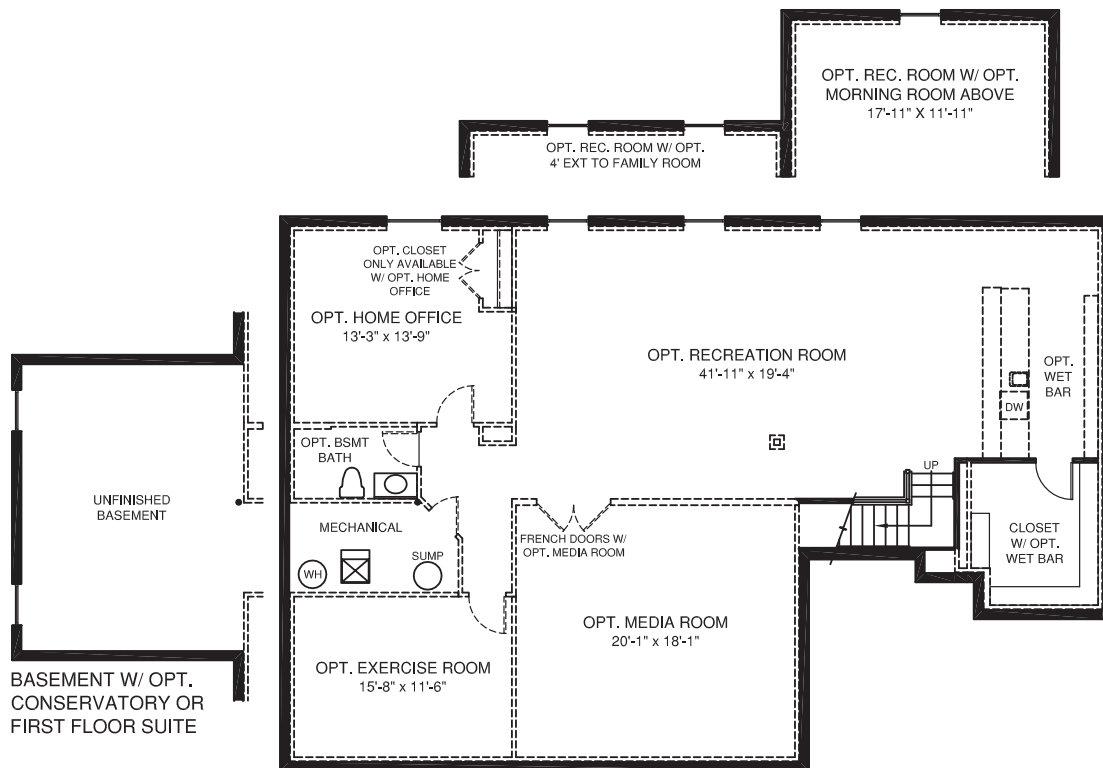 OPT. REC. ROOM W/ OPT.
MORNING ROOM ABOVE
17'-11" X 11'-11"
OPT. REC. ROOM W/ OPT.
4' EXT TO FAMILY ROOM
OPT. CLOSET
ONLY AVAILABLE
W/ OPT. HOME
OFFICE
OPT. HOME OFFICE
13'-3" x 13'-9"
OPT. RECREATION ROOM
41'-11" x 19'-4"
OPT.
WET
BAR
DW
OPT. BSMT
BATH
UP
UNFINISHED
BASEMENT
MECHANICAL
FRENCH DOORS W/
OPT. MEDIA ROOM
CLOSET
W/ OPT.
WET BAR
WH
SUMP
OPT. MEDIA ROOM
20'-1" x 18'-1"
OPT. EXERCISE ROOM
15'-8" x 11'-6"
BASEMENT W/ OPT.
CONSERVATORY OR
FIRST FLOOR SUITE